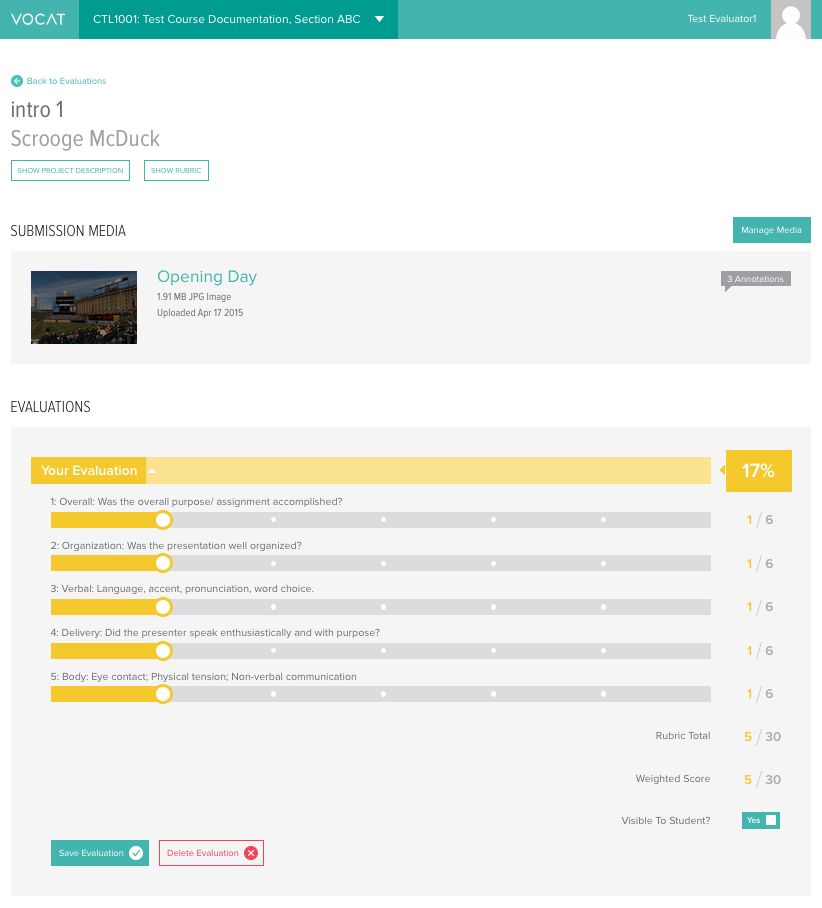 VOCAT
CTL1001: Test Course Documentation, Section ABC
Test Evaluator1
Back to Evaluations
intro 1
Scrooge McDuck
SHOW PROJECT DESCRIPTION
SHOW RUBRIC
SUBMISSION MEDIA
Manage Media
Opening Day
3 Annotations
1.91 MB JPG Image
Uploaded Apr 17 2015
EVALUATIONS
Your Evaluation
17%
1: Overall: Was the overall purpose/ assignment accomplished?
1 / 6
2: Organization: Was the presentation well organized?
1 / 6
3: Verbal: Language, accent, pronunciation, word choice.
1 / 6
4: Delivery: Did the presenter speak enthusiastically and with purpose?
1 / 6
5: Body: Eye contact; Physical tension; Non-verbal communication
1 / 6
Rubric Total 5 / 30
Weighted Score 5 / 30
Visible To Student? Yes
Save Evaluation
Delete Evaluation